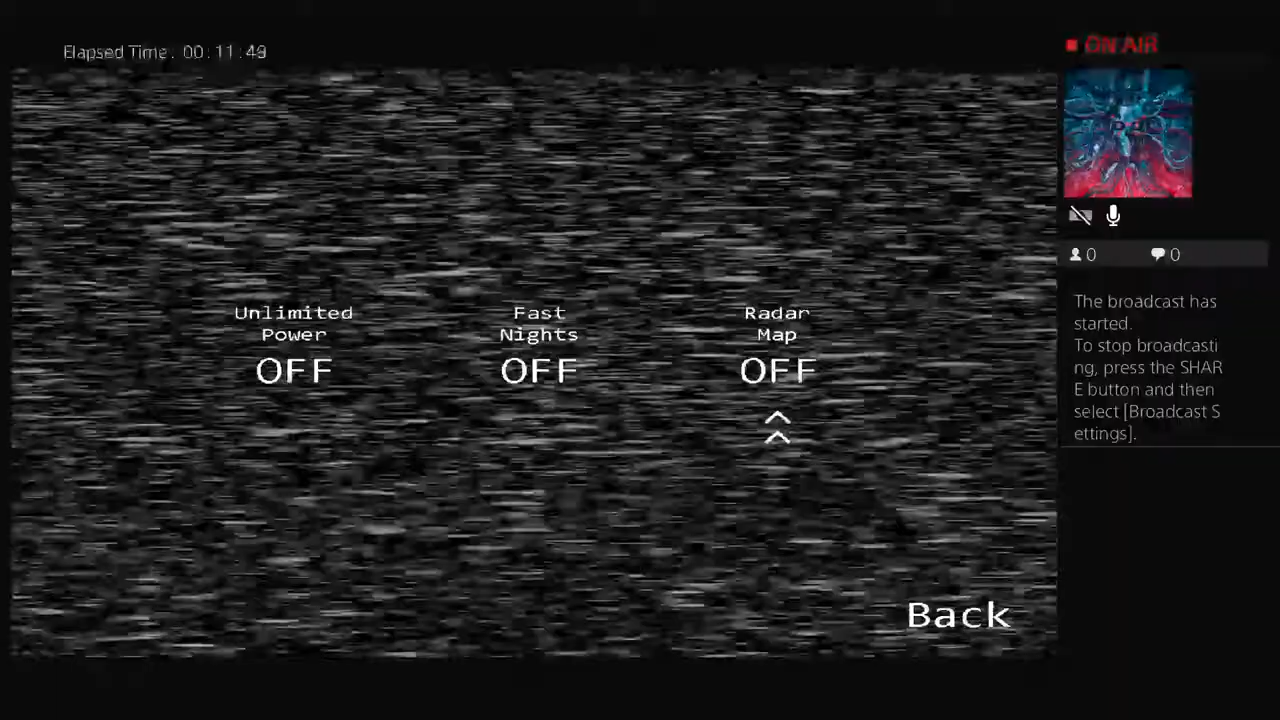 Elapsed Time : 00:11:49
ON AIR
0 0
Unlimited
Power
OFF
Fast
Nights
OFF
Radar
Map
OFF
Back
The broadcast has
started.
To stop broadcasti
ng, press the SHAR
E button and then
select [Broadcast S
ettings].